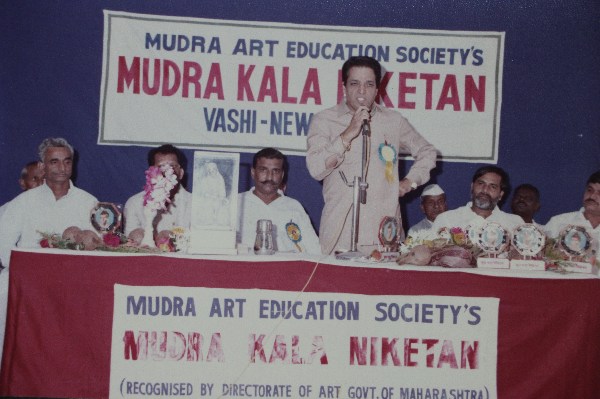 MUDRA ART EDUCATION SOCIETY'S
MUDRA KALA NIKETAN
VASHI-NEW
MUDRA ART EDUCATION SOCIETY'S
MUDRA KALA NIKETAN
(RECOGNISED BY DIRECTORATE OF ART GOVT. OF MAHARASHTRA)